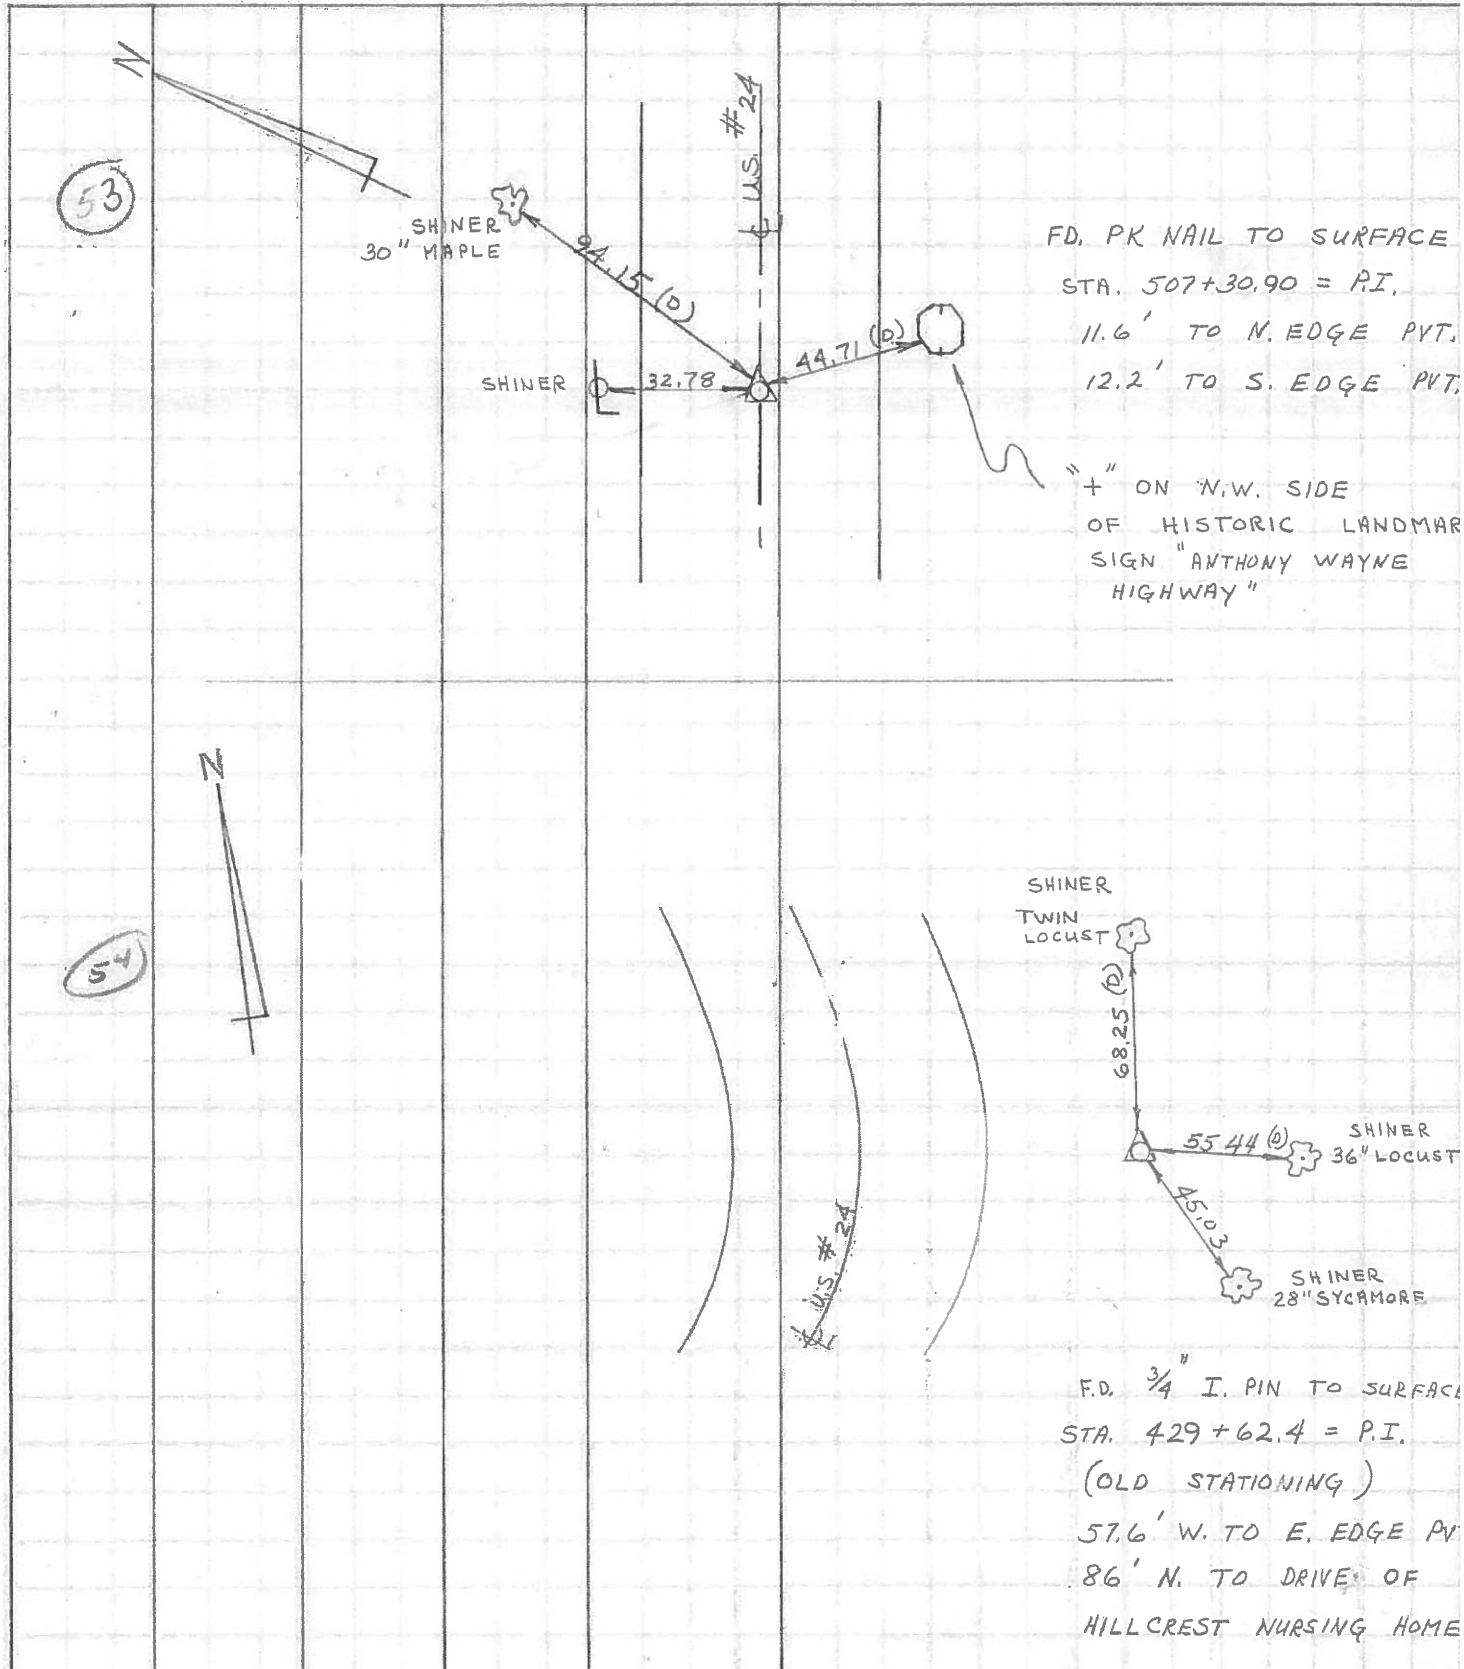 N
53
SHINER
30" MAPLE
94.15 (D)
℄ U.S. #24
SHINER
32.78
44.71 (D)
FD. PK NAIL TO SURFACE
STA. 507+30.90 = P.I.
11.6' TO N. EDGE PVT.
12.2' TO S. EDGE PVT.
"+" ON N.W. SIDE
OF HISTORIC LANDMAR
SIGN "ANTHONY WAYNE
HIGHWAY"
N
54
℄ U.S. #24
SHINER
TWIN
LOCUST
68.25 (D)
55.44 (D)
SHINER
36" LOCUST
45.03
SHINER
28" SYCAMORE
F.D. 3/4" I. PIN TO SURFACE
STA. 429+62.4 = P.I.
(OLD STATIONING)
57.6' W. TO E. EDGE PVT
86' N. TO DRIVE OF
HILLCREST NURSING HOME